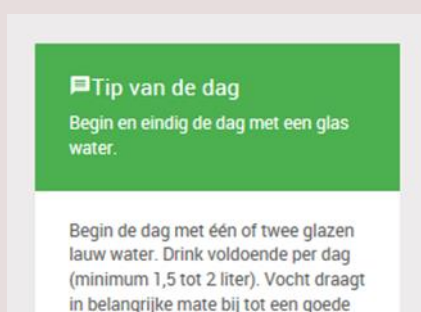 Tip van de dag
Begin en eindig de dag met een glas
water.
Begin de dag met één of twee glazen
lauw water. Drink voldoende per dag
(minimum 1,5 tot 2 liter). Vocht draagt
in belangrijke mate bij tot een goede